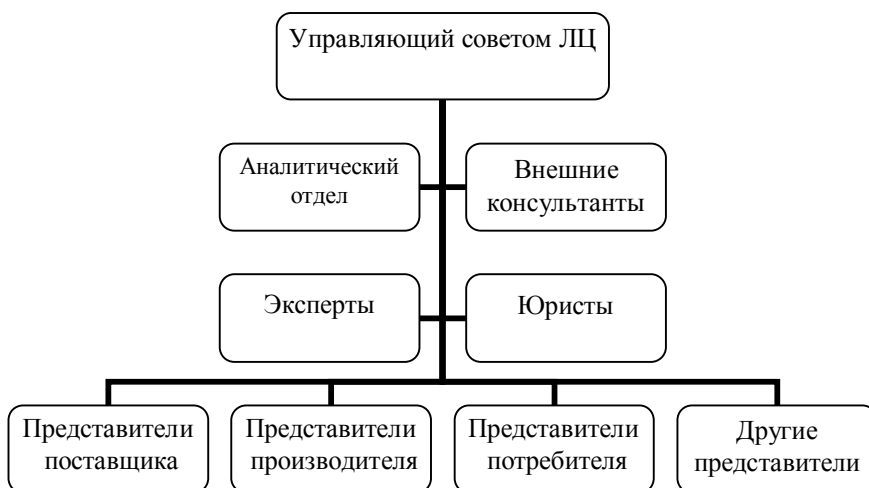 Управляющий советом ЛЦ
Аналитический
отдел
Внешние
консультанты
Эксперты
Юристы
Представители
поставщика
Представители
производителя
Представители
потребителя
Другие
представители